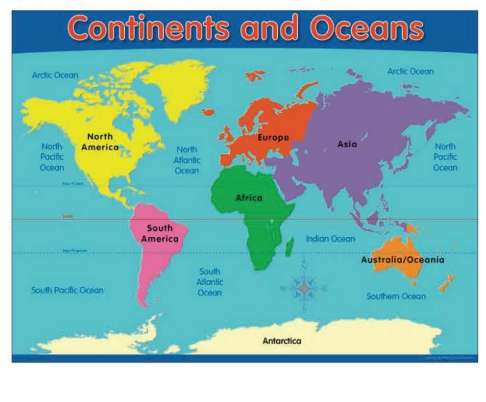 Continents and Oceans
Arctic Ocean
Arctic Ocean
North
America
North
Pacific
Ocean
North
Atlantic
Ocean
Europe
Asia
North
Pacific
Ocean
Africa
South
America
Indian Ocean
Australia/Oceania
South Pacific Ocean
South
Atlantic
Ocean
Southern Ocean
Antarctica